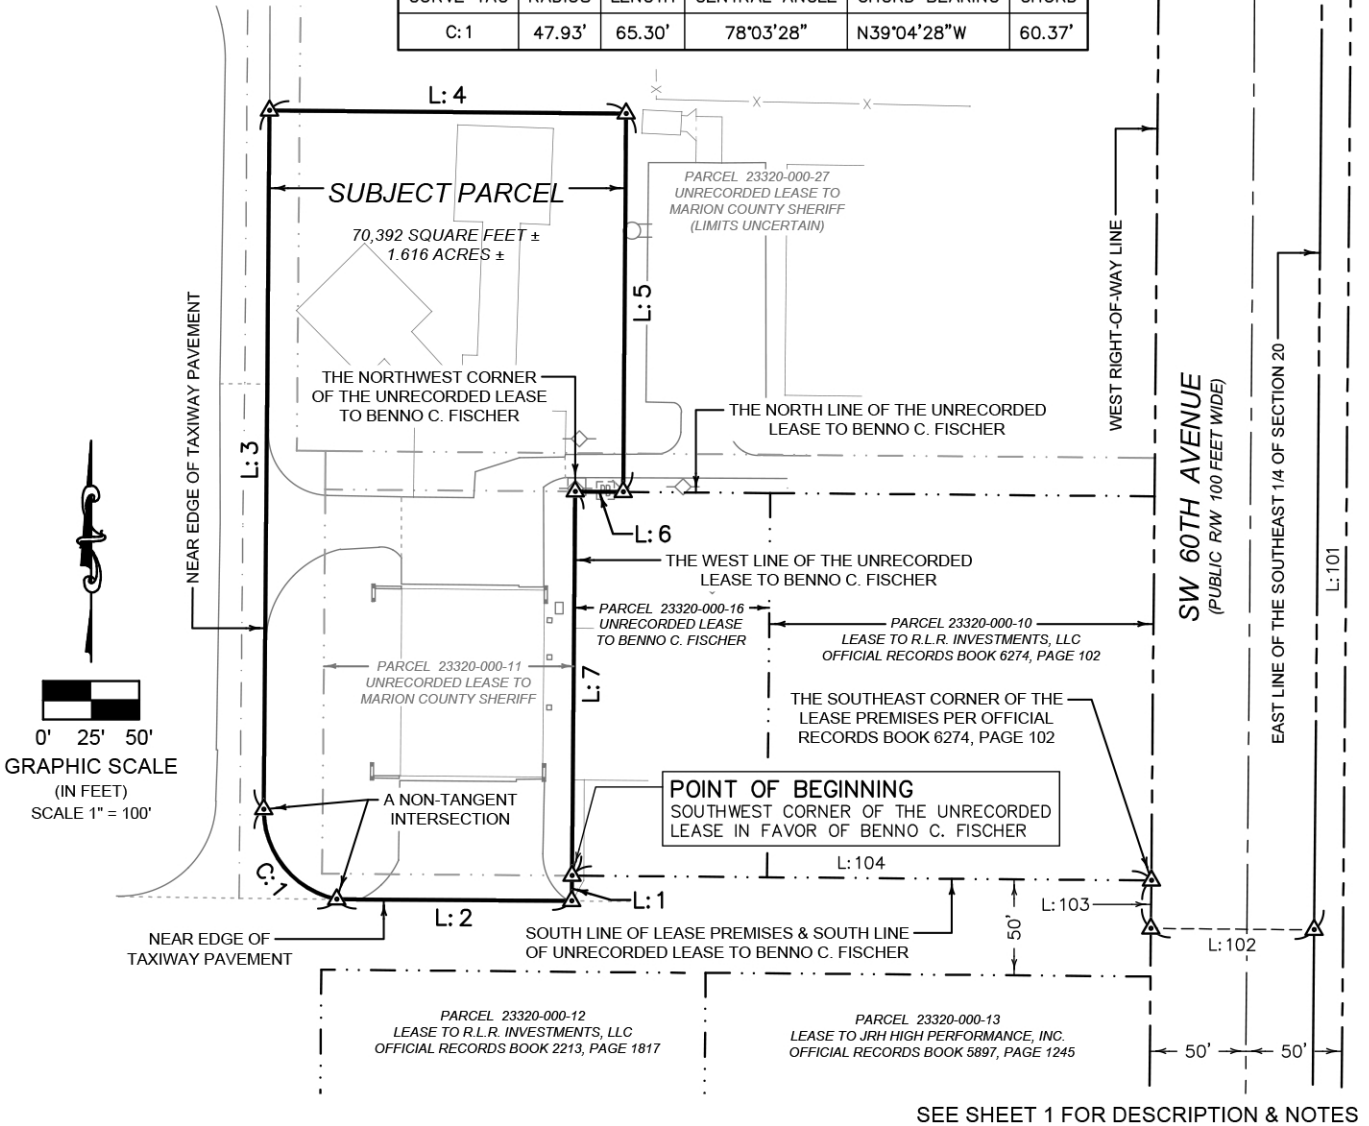 CURVE TAG RADIUS LENGTH CENTRAL ANGLE CHORD BEARING CHORD
C:1 47.93' 65.30' 78°03'28" N39°04'28"W 60.37'
L:4
SUBJECT PARCEL
70,392 SQUARE FEET ±
1.616 ACRES ±
PARCEL 23320-000-27
UNRECORDED LEASE TO
MARION COUNTY SHERIFF
(LIMITS UNCERTAIN)
X
X
X
L:5
L:3
NEAR EDGE OF TAXIWAY PAVEMENT
THE NORTHWEST CORNER
OF THE UNRECORDED LEASE
TO BENNO C. FISCHER
THE NORTH LINE OF THE UNRECORDED
LEASE TO BENNO C. FISCHER
WEST RIGHT-OF-WAY LINE
SW 60TH AVENUE
(PUBLIC R/W 100 FEET WIDE)
EAST LINE OF THE SOUTHEAST 1/4 OF SECTION 20
L:101
L:6
THE WEST LINE OF THE UNRECORDED
LEASE TO BENNO C. FISCHER
PARCEL 23320-000-16
UNRECORDED LEASE
TO BENNO C. FISCHER
PARCEL 23320-000-10
LEASE TO R.L.R. INVESTMENTS, LLC
OFFICIAL RECORDS BOOK 6274, PAGE 102
PARCEL 23320-000-11
UNRECORDED LEASE TO
MARION COUNTY SHERIFF
L:7
THE SOUTHEAST CORNER OF THE
LEASE PREMISES PER OFFICIAL
RECORDS BOOK 6274, PAGE 102
0' 25' 50'
GRAPHIC SCALE
(IN FEET)
SCALE 1" = 100'
A NON-TANGENT
INTERSECTION
POINT OF BEGINNING
SOUTHWEST CORNER OF THE UNRECORDED
LEASE IN FAVOR OF BENNO C. FISCHER
C:1
L:104
L:1
L:2
L:103
L:102
NEAR EDGE OF
TAXIWAY PAVEMENT
SOUTH LINE OF LEASE PREMISES & SOUTH LINE
OF UNRECORDED LEASE TO BENNO C. FISCHER
50'
PARCEL 23320-000-12
LEASE TO R.L.R. INVESTMENTS, LLC
OFFICIAL RECORDS BOOK 2213, PAGE 1817
PARCEL 23320-000-13
LEASE TO JRH HIGH PERFORMANCE, INC.
OFFICIAL RECORDS BOOK 5897, PAGE 1245
50' 50'
SEE SHEET 1 FOR DESCRIPTION & NOTES